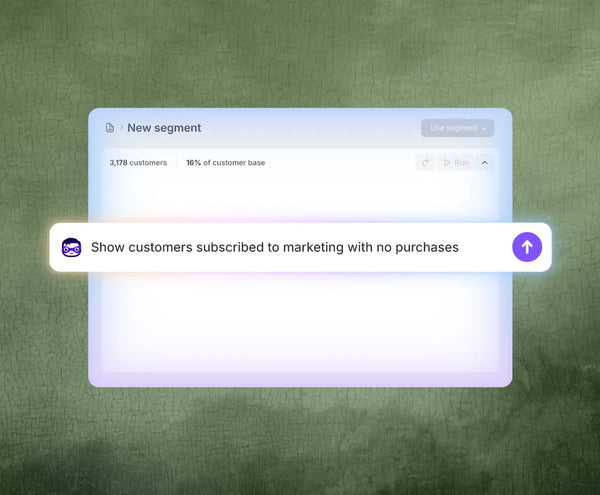 New segment
Use segment
3,178 customers
16% of customer base
Run
Show customers subscribed to marketing with no purchases